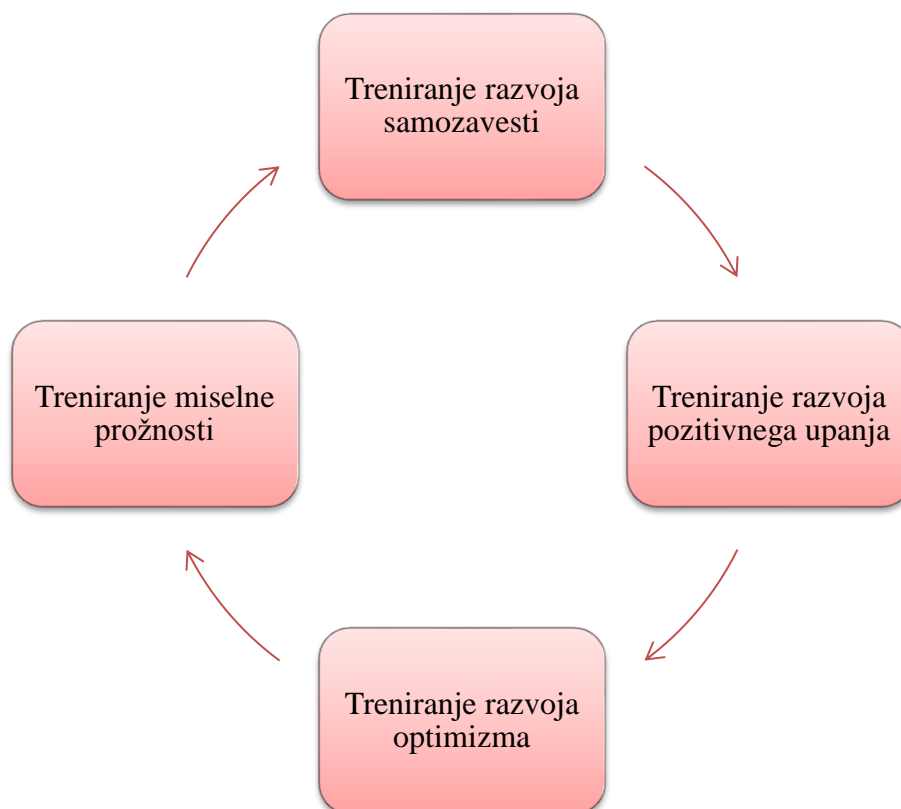 Treniranje razvoja
samozavesti
Treniranje razvoja
pozitivnega upanja
Treniranje razvoja
optimizma
Treniranje miselne
prožnosti